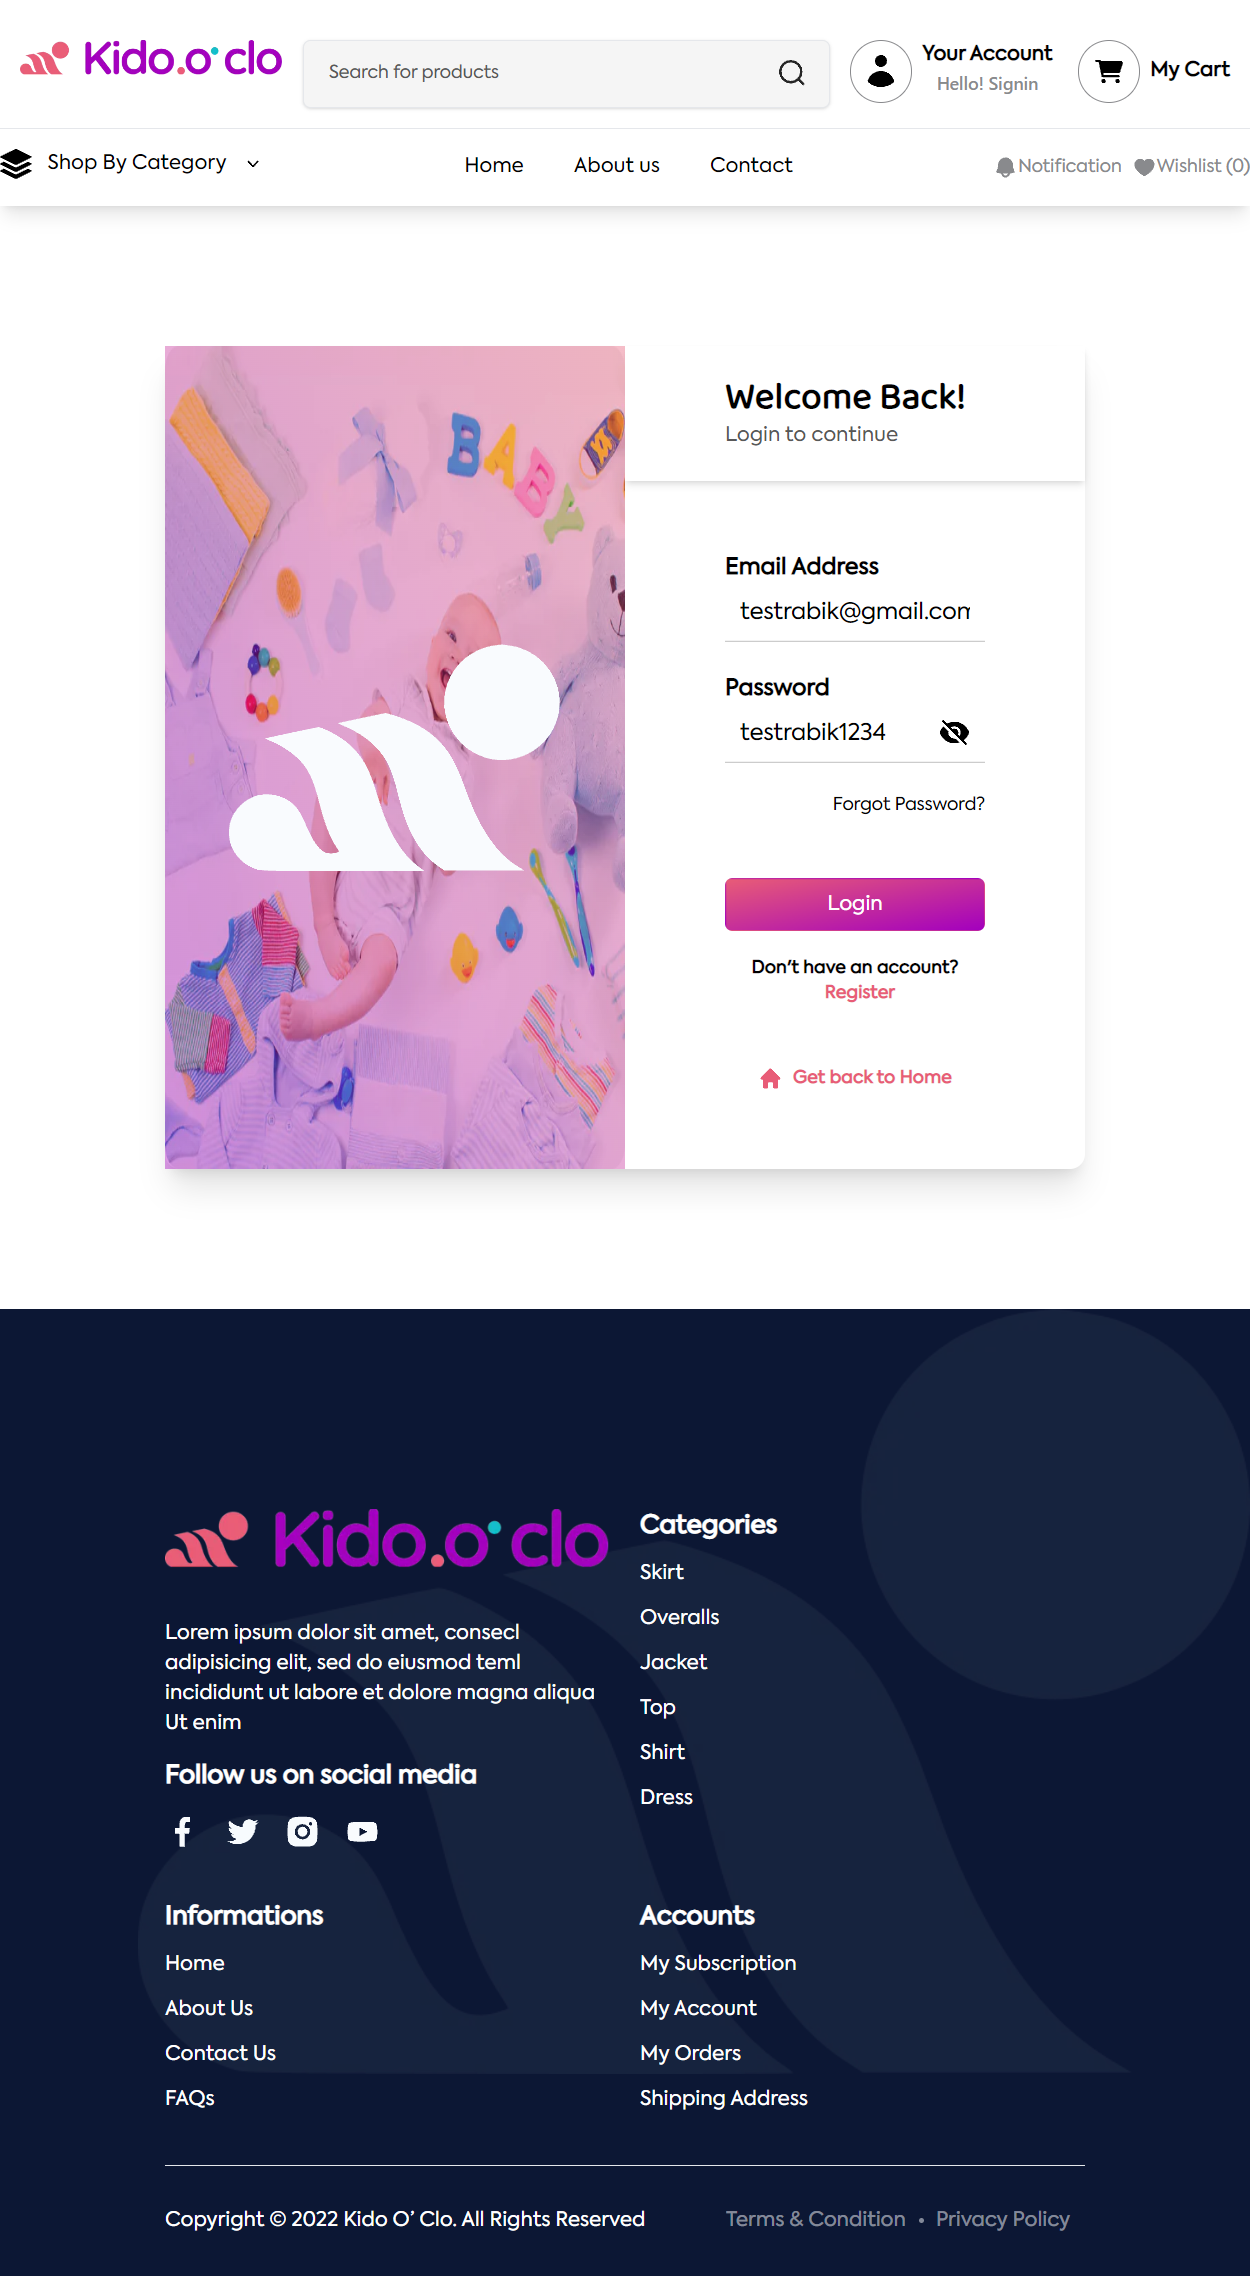 Kido.o' clo
Search for products
Your Account
Hello! Signin
My Cart
Shop By Category
Home
About us
Contact
Notification
Wishlist (0)
BABY
Welcome Back!
Login to continue
Email Address
testrabik@gmail.com
Password
testrabik1234
Forgot Password?
Login
Don't have an account?
Register
Get back to Home
Kido.o' clo
Lorem ipsum dolor sit amet, consecl
adipisicing elit, sed do eiusmod teml
incididunt ut labore et dolore magna aliqua
Ut enim
Follow us on social media
Categories
Skirt
Overalls
Jacket
Top
Shirt
Dress
Informations
Home
About Us
Contact Us
FAQs
Accounts
My Subscription
My Account
My Orders
Shipping Address
Copyright © 2022 Kido O’ Clo. All Rights Reserved
Terms & Condition • Privacy Policy